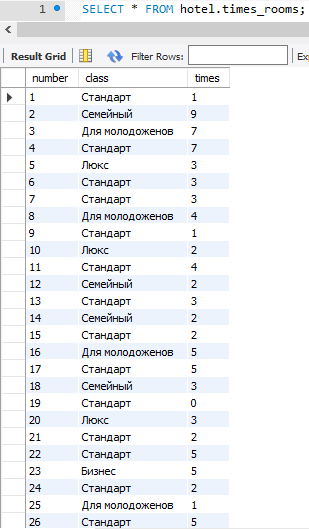 1 SELECT * FROM hotel.times_rooms;
Result Grid Filter Rows: Exp
number class times
1 Стандарт 1
2 Семейный 9
3 Для молодоженов 7
4 Стандарт 7
5 Люкс 3
6 Стандарт 3
7 Стандарт 3
8 Для молодоженов 4
9 Стандарт 1
10 Люкс 2
11 Стандарт 4
12 Семейный 2
13 Стандарт 3
14 Семейный 2
15 Стандарт 2
16 Для молодоженов 5
17 Стандарт 5
18 Семейный 3
19 Стандарт 0
20 Люкс 3
21 Стандарт 2
22 Стандарт 5
23 Бизнес 5
24 Стандарт 2
25 Для молодоженов 1
26 Стандарт 5